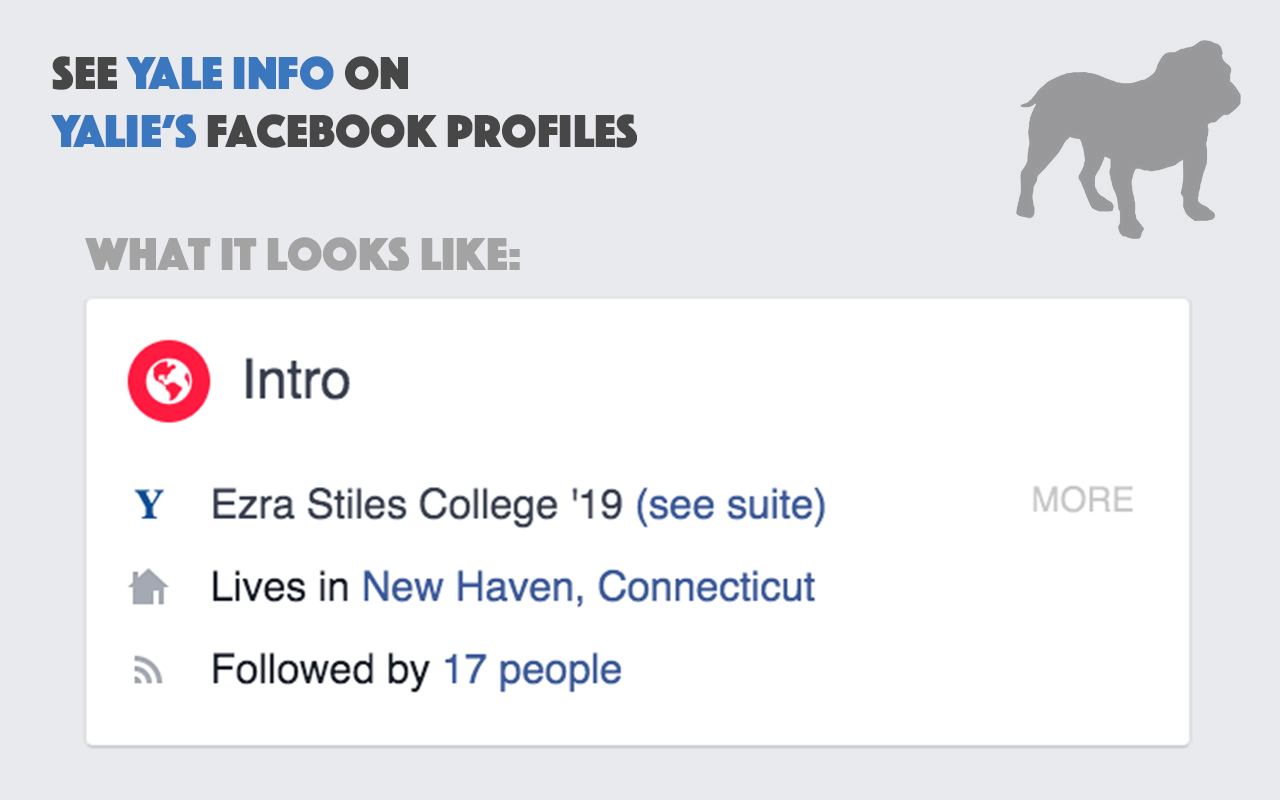 SEE YALE INFO ON
YALIE'S FACEBOOK PROFILES
WHAT IT LOOKS LIKE:
Intro
Y Ezra Stiles College '19 (see suite) MORE
Lives in New Haven, Connecticut
Followed by 17 people